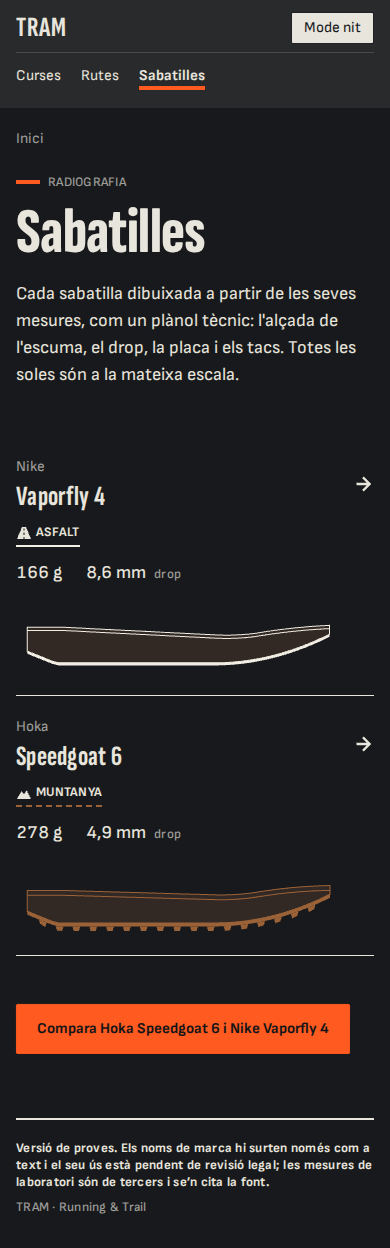 TRAM
Mode nit
Curses Rutes Sabatilles
Inici
RADIOGRAFIA
Sabatilles
Cada sabatilla dibuixada a partir de les seves
mesures, com un plànol tècnic: l'alçada de
l'escuma, el drop, la placa i els tacs. Totes les
soles són a la mateixa escala.
Nike
Vaporfly 4
ASFALT
166 g 8,6 mm drop
Hoka
Speedgoat 6
MUNTANYA
278 g 4,9 mm drop
Compara Hoka Speedgoat 6 i Nike Vaporfly 4
Versió de proves. Els noms de marca hi surten només com a
text i el seu ús està pendent de revisió legal; les mesures de
laboratori són de tercers i se’n cita la font.
TRAM · Running & Trail